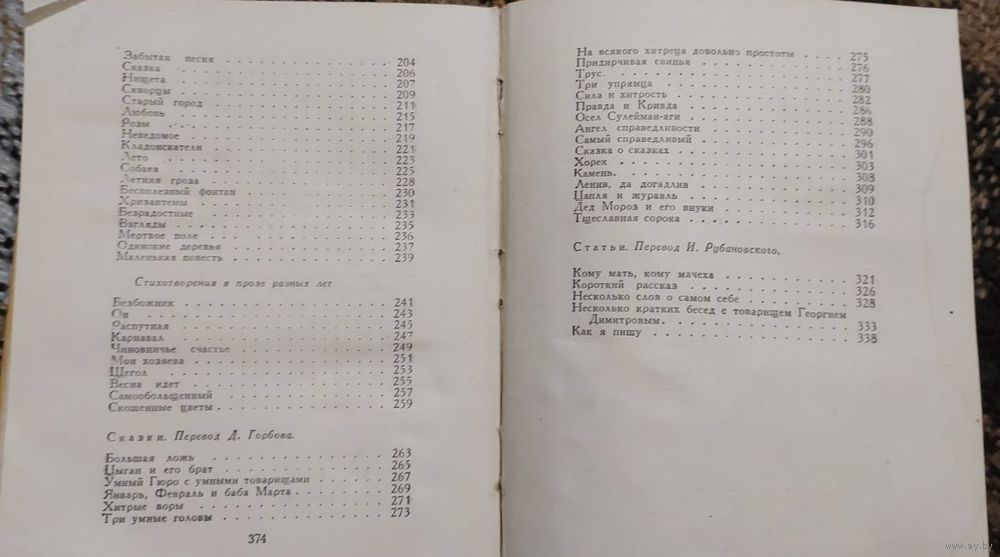 Забытая песня . . . 204
Сказка . . . 206
Нищета . . . 207
Скворцы . . . 209
Старый город . . . 211
Любовь . . . 215
Розы . . . 217
Неведомое . . . 219
Кладоискатели . . . 221
Лето . . . 223
Собака . . . 225
Летняя гроза . . . 228
Бесполезный фонтан . . . 230
Хризантемы . . . 231
Безрадостные . . . 233
Взгляды . . . 235
Мертвое поле . . . 236
Одинокие деревья . . . 237
Маленькая повесть . . . 239
Стихотворения в прозе разных лет
Безбожник . . . 241
Он . . . 243
Распутная . . . 245
Карнавал . . . 247
Чиновничье счастье . . . 249
Мои хозяева . . . 251
Щегол . . . 253
Весна идет . . . 255
Самообольщенный . . . 257
Скошенные цветы . . . 259
Сказки. Перевод Д. Горбова.
Большая ложь . . . 263
Цыган и его брат . . . 265
Умный Гюро с умными товарищами . . . 267
Январь, Февраль и баба Марта . . . 269
Хитрые воры . . . 271
Три умные головы . . . 273
374
На всякого хитреца довольно простоты . . . 275
Придирчивая свинья . . . 276
Трус . . . 277
Три упрямца . . . 280
Сила и хитрость . . . 282
Правда и Кривда . . . 286
Осел Сулейман-аги . . . 288
Ангел справедливости . . . 290
Самый справедливый . . . 296
Сказка о сказках . . . 301
Хорек . . . 303
Камень . . . 308
Ленив, да догадлив . . . 309
Цапля и журавль . . . 310
Дед Мороз и его внуки . . . 312
Тщеславная сорока . . . 316
Статьи. Перевод И. Рубановского.
Кому мать, кому мачеха . . . 321
Короткий рассказ . . . 326
Несколько слов о самом себе . . . 328
Несколько кратких бесед с товарищем Георгием
Димитровым . . . 333
Как я пишу . . . 338
www.ay.by